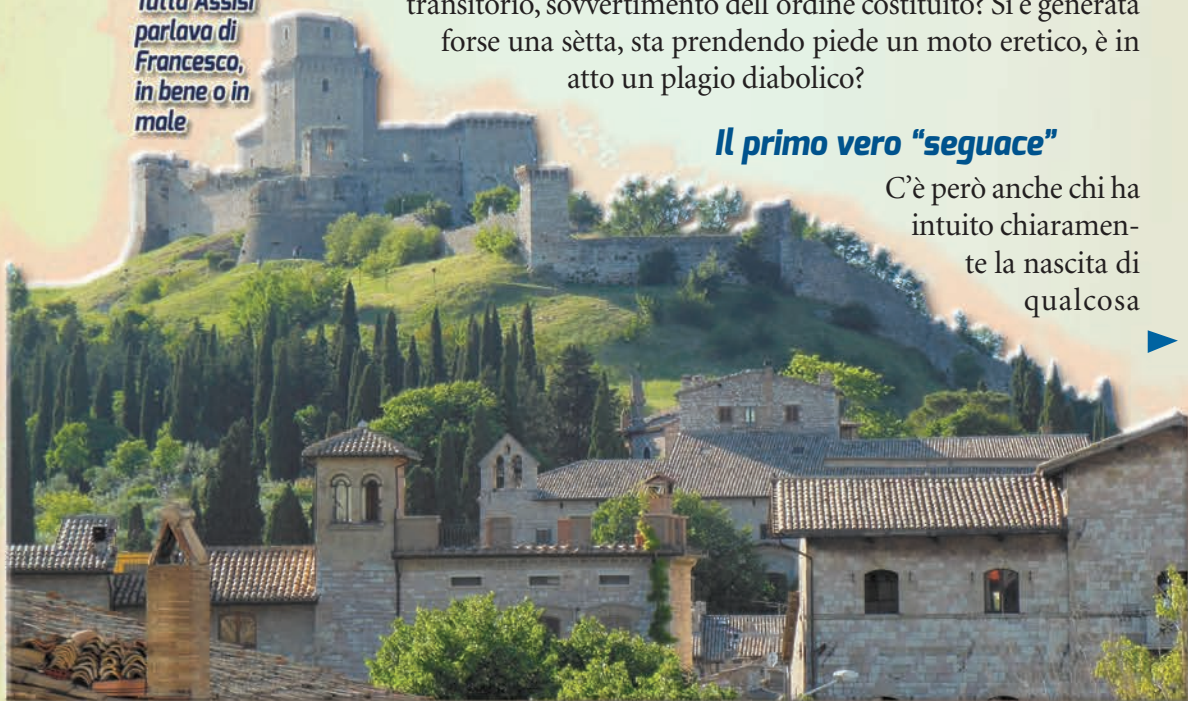 Tutta Assisi
parlava di
Francesco,
in bene o in
male
transitorio, sovvertimento dell'ordine costituito? Si è generata
forse una sètta, sta prendendo piede un moto eretico, è in
atto un plagio diabolico?
Il primo vero “seguace”
C'è però anche chi ha
intuito chiaramen-
te la nascita di
qualcosa